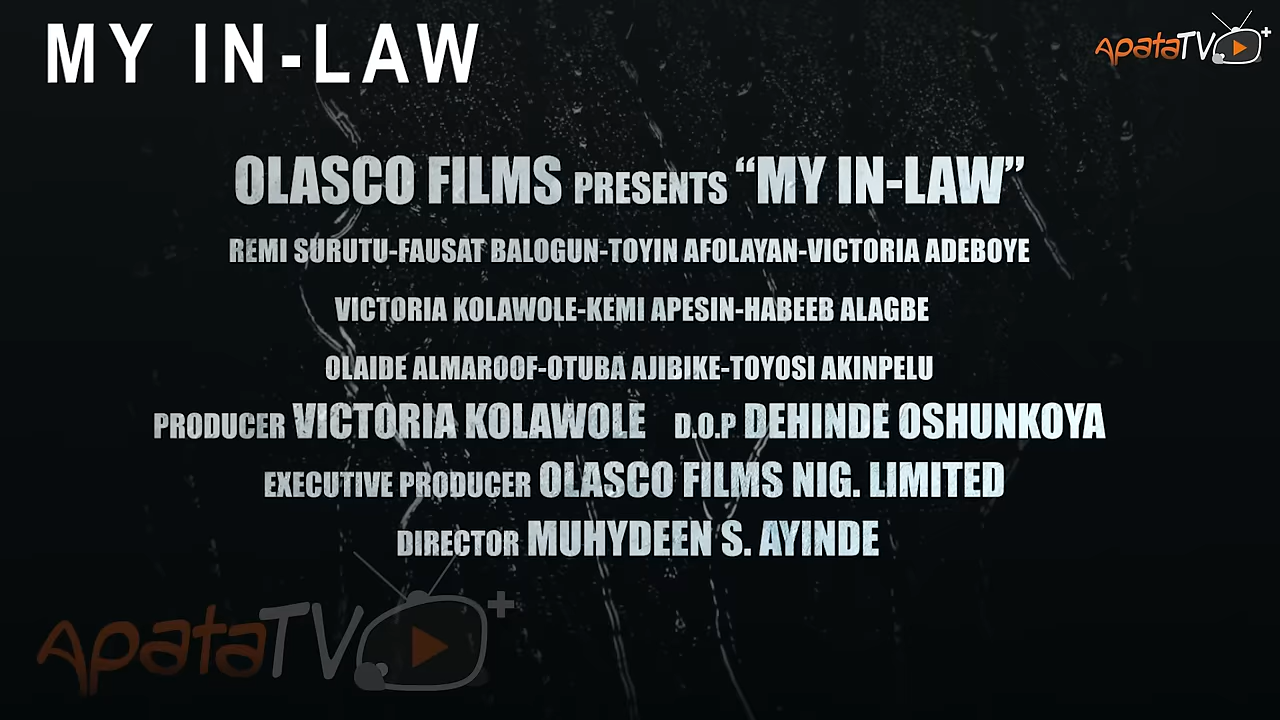 MY IN-LAW
ApataTV+
OLASCO FILMS PRESENTS “MY IN-LAW”
REMI SURUTU-FAUSAT BALOGUN-TOYIN AFOLAYAN-VICTORIA ADEBOYE
VICTORIA KOLAWOLE-KEMI APESIN-HABEEB ALAGBE
OLAIDE ALMAROOF-OTUBA AJIBIKE-TOYOSI AKINPELU
PRODUCER VICTORIA KOLAWOLE D.O.P DEHINDE OSHUNKOYA
EXECUTIVE PRODUCER OLASCO FILMS NIG. LIMITED
DIRECTOR MUHYDEEN S. AYINDE
ApataTV+